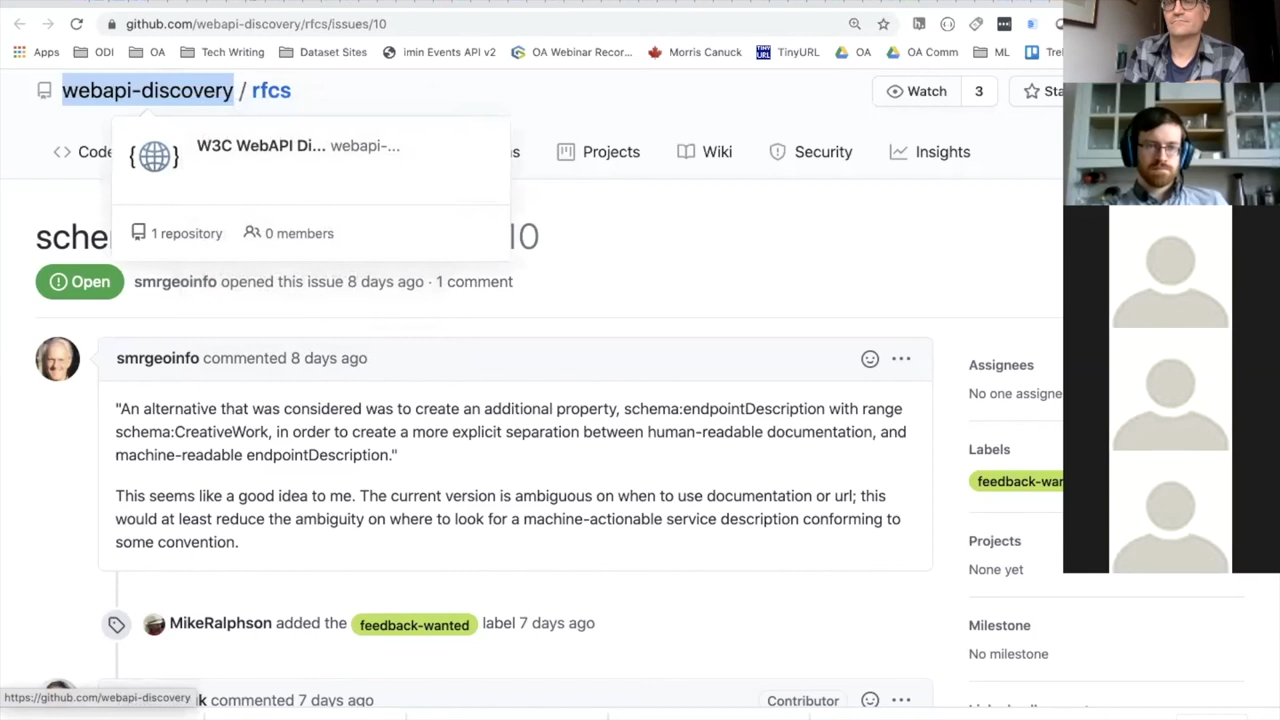 github.com/webapi-discovery/rfcs/issues/10
Apps ODI OA Tech Writing Dataset Sites imin Events API v2 OA Webinar Recor... Morris Canuck TINY URL TinyURL OA OA Comm ML Trel
webapi-discovery / rfcs
Watch 3 Sta
W3C WebAPI Di... webapi-...
Code s Projects Wiki Security Insights
1 repository 0 members
sche 10
Open smrgeoinfo opened this issue 8 days ago · 1 comment
smrgeoinfo commented 8 days ago
"An alternative that was considered was to create an additional property, schema:endpointDescription with range
schema:CreativeWork, in order to create a more explicit separation between human-readable documentation, and
machine-readable endpointDescription."
This seems like a good idea to me. The current version is ambiguous on when to use documentation or url; this
would at least reduce the ambiguity on where to look for a machine-actionable service description conforming to
some convention.
MikeRalphson added the feedback-wanted label 7 days ago
k commented 7 days ago Contributor
Assignees
No one assigne
Labels
feedback-wan
Projects
None yet
Milestone
No milestone
https://github.com/webapi-discovery